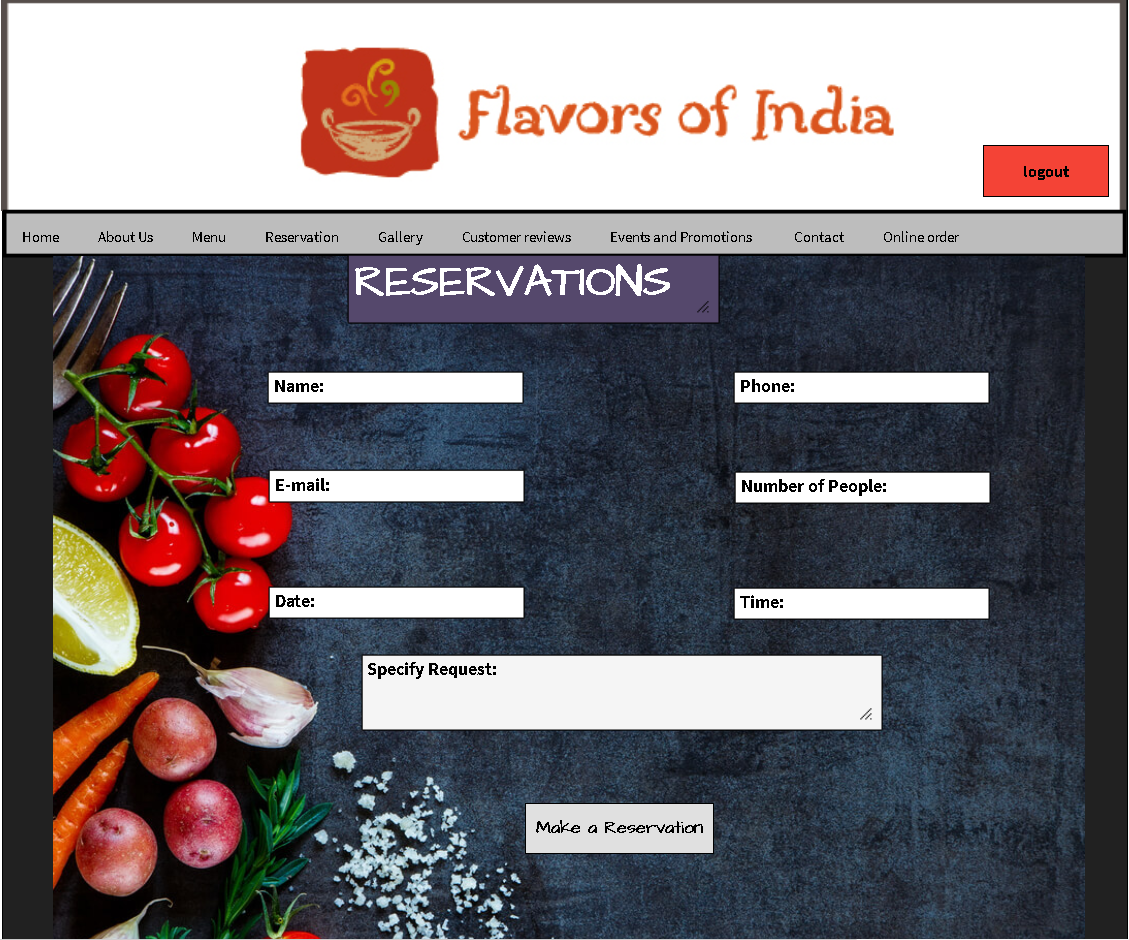 Flavors of India
logout
Home About Us Menu Reservation Gallery Customer reviews Events and Promotions Contact Online order
RESERVATIONS
Name: Phone:
E-mail: Number of People:
Date: Time:
Specify Request:
Make a Reservation